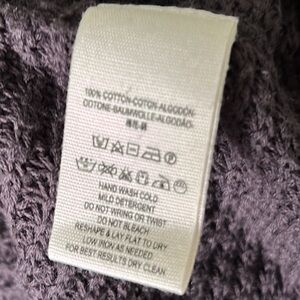 100% COTTON-COTON-ALGODÓN-
COTONE-BAUMWOLLE-ALGODÃO-
HAND WASH COLD
MILD DETERGENT
DO NOT WRING OR TWIST
DO NOT BLEACH
RESHAPE & LAY FLAT TO DRY
LOW IRON AS NEEDED
FOR BEST RESULTS DRY CLEAN